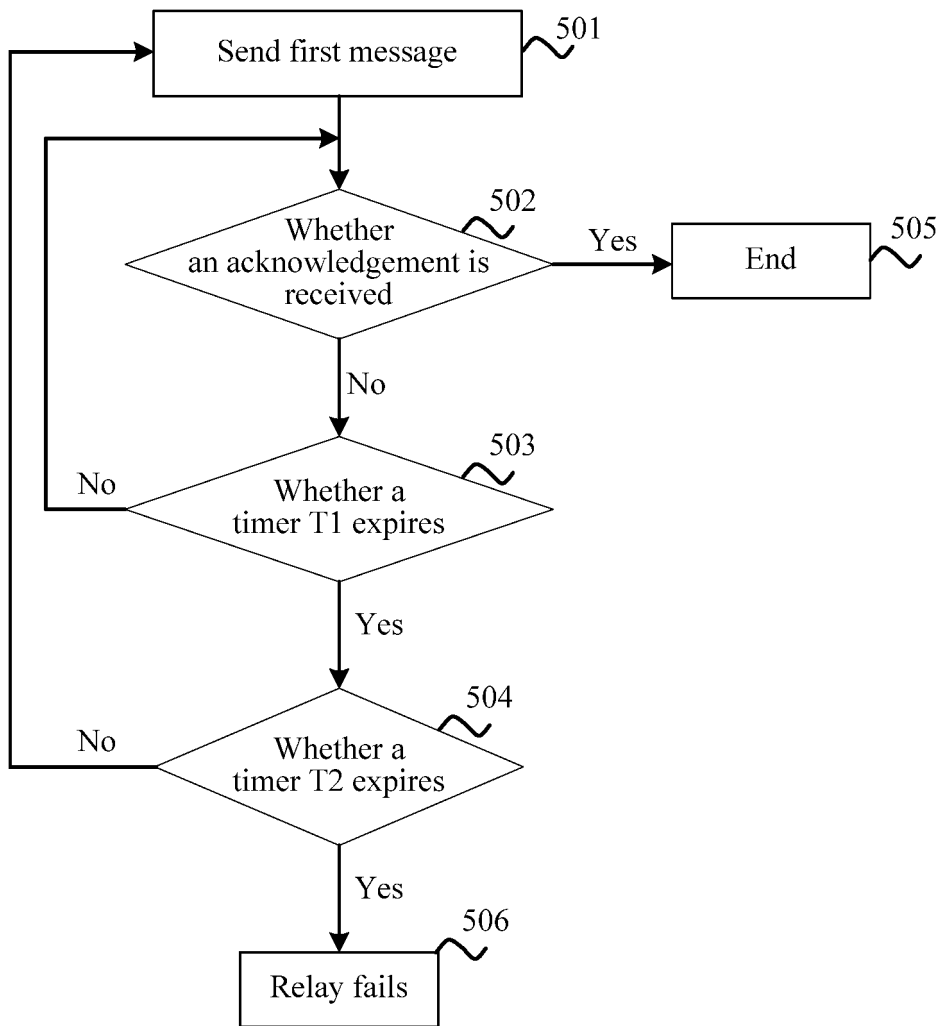 Send first message
501
502
Whether
an acknowledgement is
received
Yes
End
505
No
503
Whether a
timer T1 expires
No
Yes
504
Whether a
timer T2 expires
No
Yes
506
Relay fails